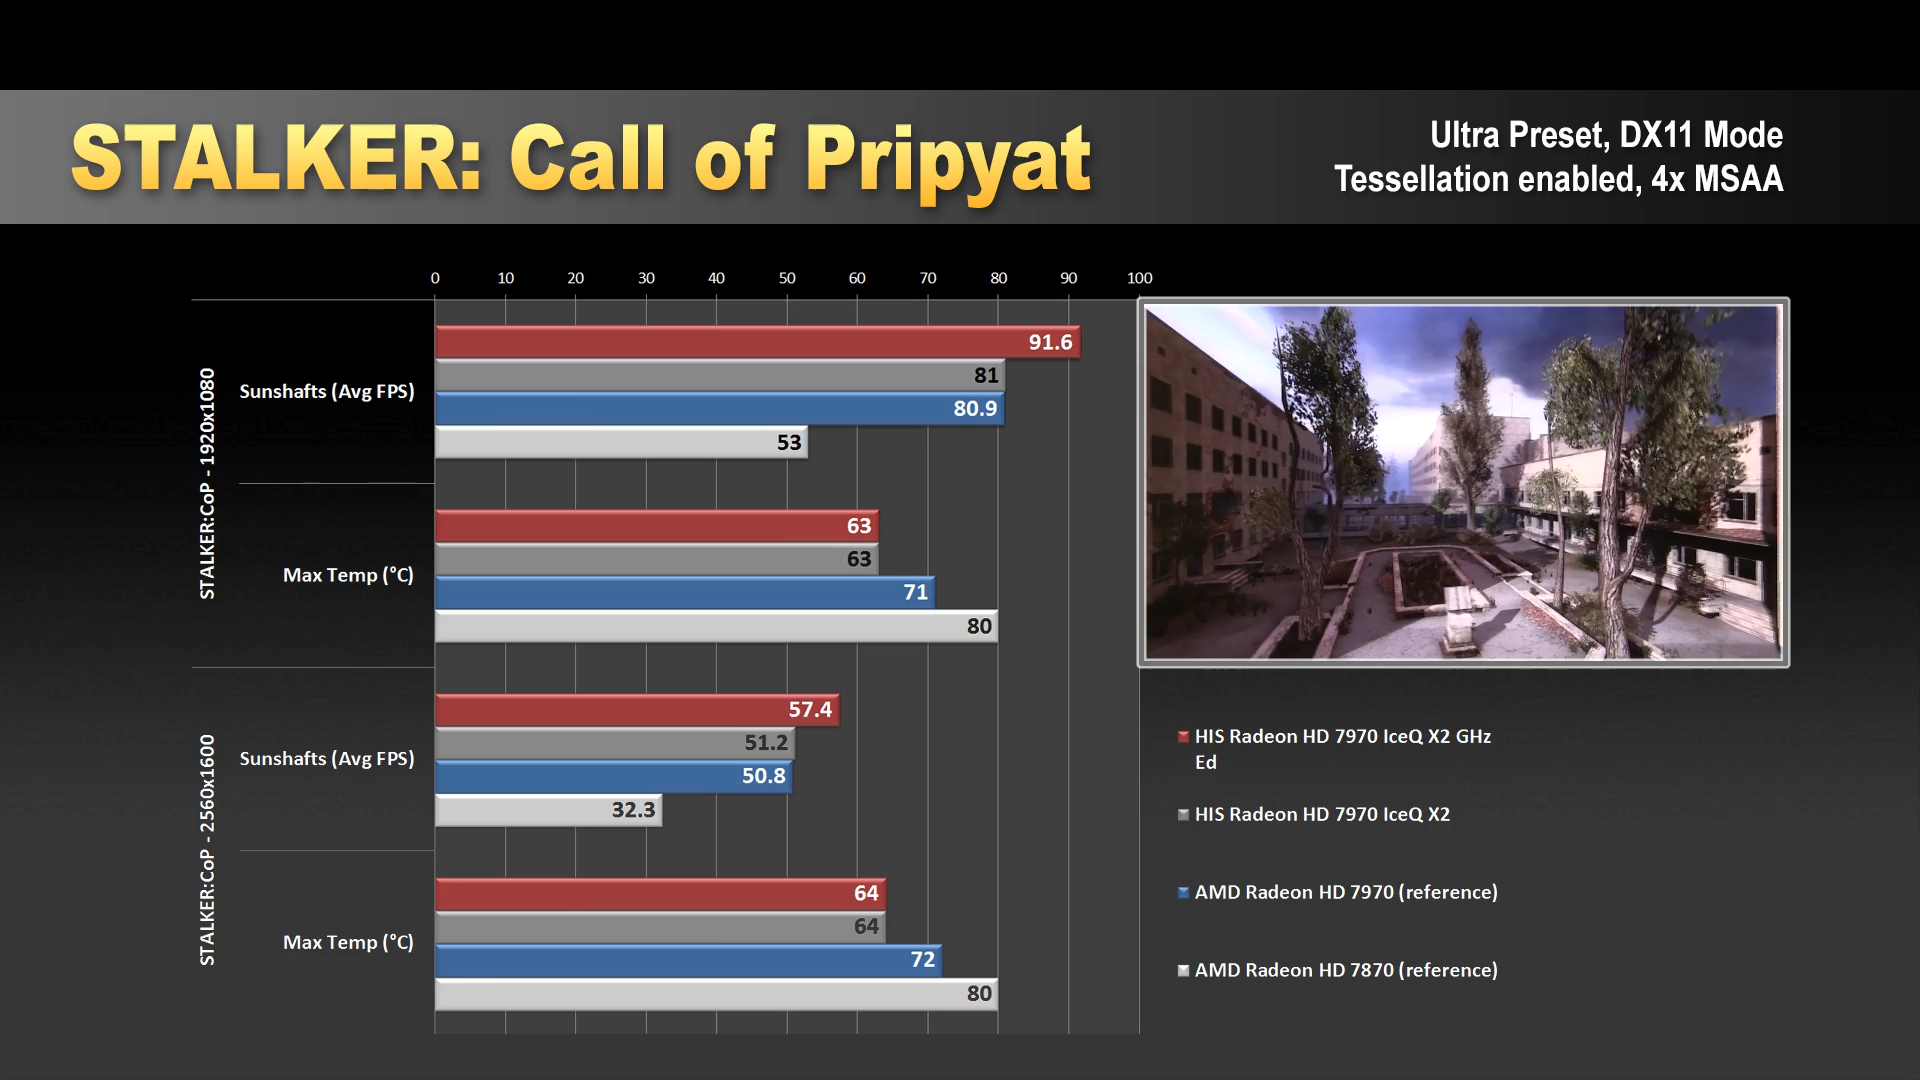 STALKER: Call of Pripyat
Ultra Preset, DX11 Mode
Tessellation enabled, 4x MSAA
0 10 20 30 40 50 60 70 80 90 100
STALKER:CoP - 1920x1080
Sunshafts (Avg FPS)
91.6
81
80.9
53
Max Temp (°C)
63
63
71
80
STALKER:CoP - 2560x1600
Sunshafts (Avg FPS)
57.4
51.2
50.8
32.3
Max Temp (°C)
64
64
72
80
HIS Radeon HD 7970 IceQ X2 GHz
Ed
HIS Radeon HD 7970 IceQ X2
AMD Radeon HD 7970 (reference)
AMD Radeon HD 7870 (reference)